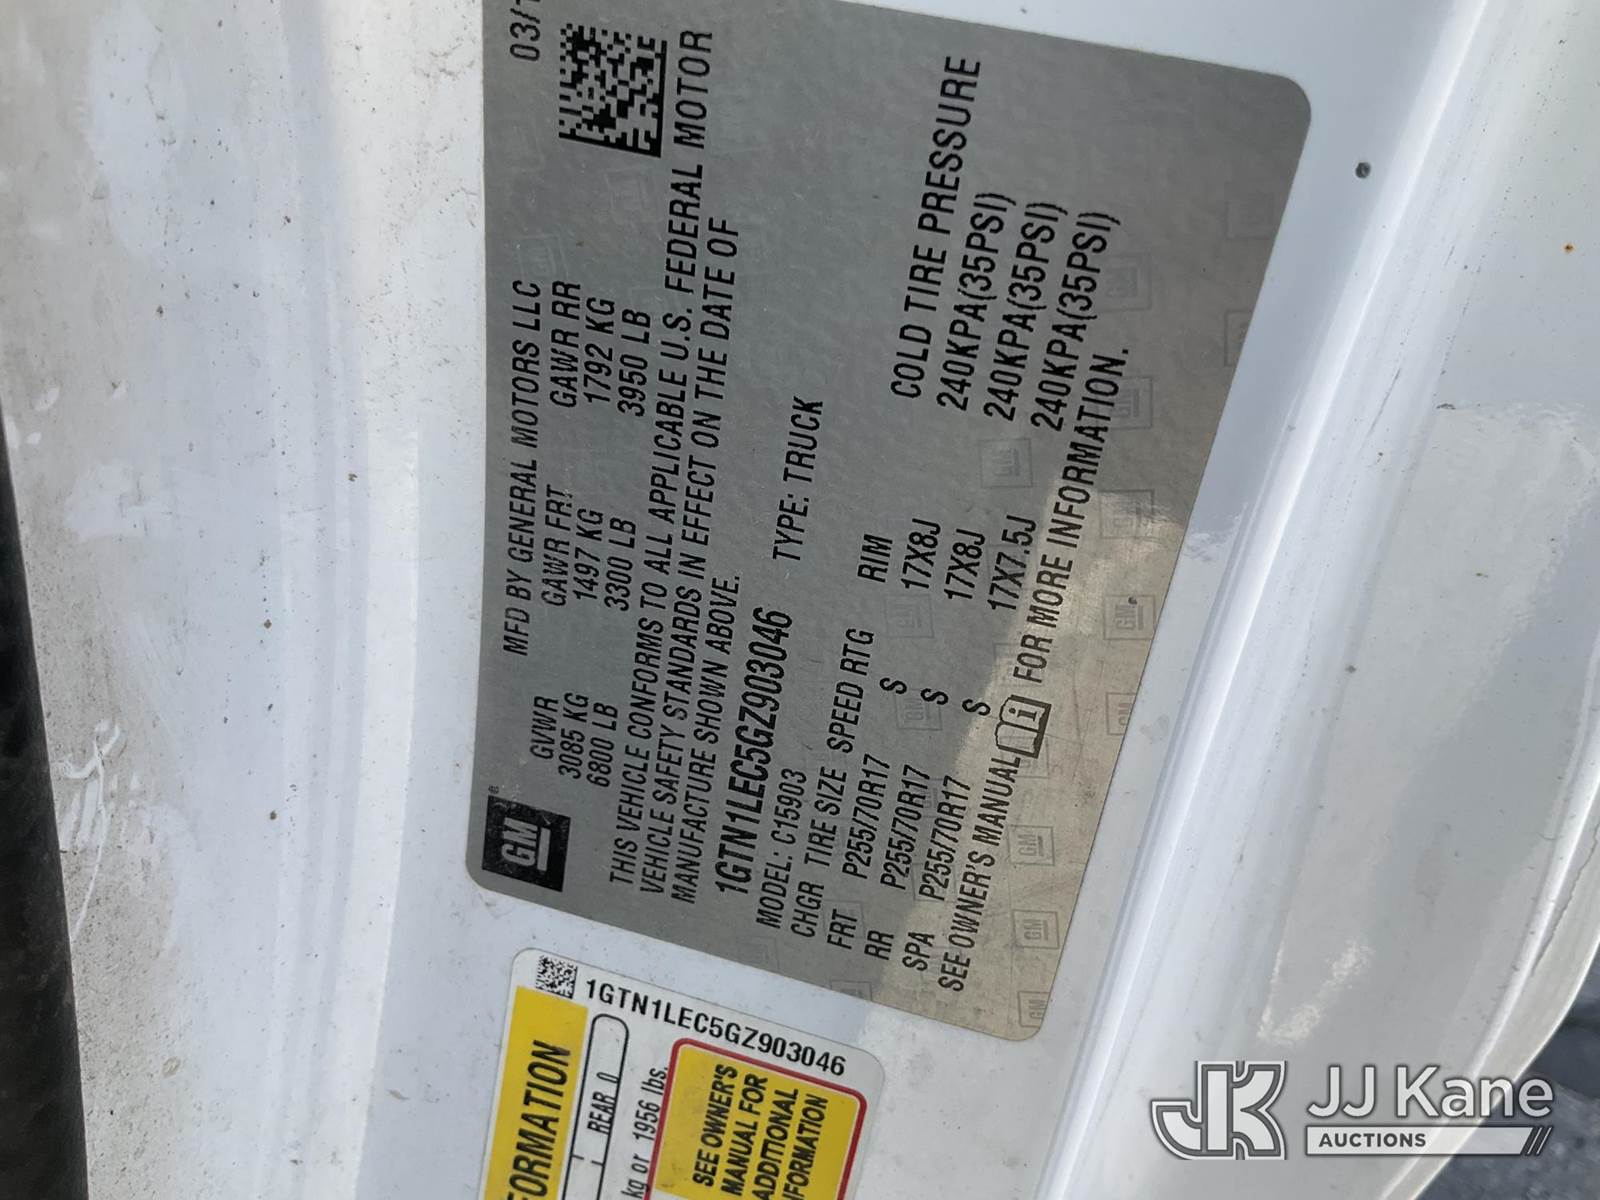 GM
MFD BY GENERAL MOTORS LLC
GVWR GAWR FRT GAWR RR
3085 KG 1497 KG 1792 KG
6800 LB 3300 LB 3950 LB
THIS VEHICLE CONFORMS TO ALL APPLICABLE U.S. FEDERAL MOTOR
VEHICLE SAFETY STANDARDS IN EFFECT ON THE DATE OF
MANUFACTURE SHOWN ABOVE.
1GTN1LEC5GZ903046 TYPE: TRUCK
MODEL: C15903
CHGR TIRE SIZE SPEED RTG RIM COLD TIRE PRESSURE
FRT P255/70R17 S 17X8J 240KPA(35PSI)
RR P255/70R17 S 17X8J 240KPA(35PSI)
SPA P255/70R17 S 17X7.5J 240KPA(35PSI)
SEE OWNER'S MANUAL i FOR MORE INFORMATION.
1GTN1LEC5GZ903046
REAR 0
kg or 1956 lbs.
SEE OWNER'S
MANUAL FOR
ADDITIONAL
JK JJ Kane
AUCTIONS